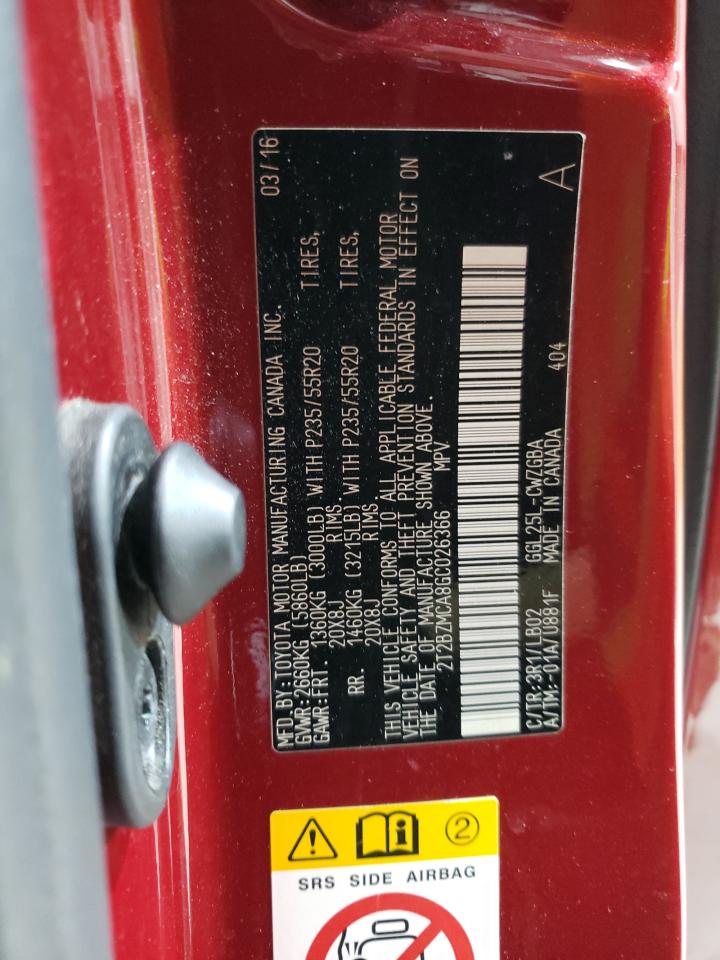 MFD. BY: TOYOTA MOTOR MANUFACTURING CANADA INC. 03/16
GVWR: 2660KG (5860LB)
GAWR: FRT. 1360KG (3000LB) WITH P235/55R20 TIRES,
20X8J RIMS
RR. 1460KG (3215LB) WITH P235/55R20 TIRES,
20X8J RIMS
THIS VEHICLE CONFORMS TO ALL APPLICABLE FEDERAL MOTOR
VEHICLE SAFETY AND THEFT PREVENTION STANDARDS IN EFFECT ON
THE DATE OF MANUFACTURE SHOWN ABOVE.
2T2BZMCA8GC026366 MPV
C/TR: 3S1/LB02 GGL25L-CWZGBA
A/TM:-01A/U881F MADE IN CANADA 404 A
2
SRS SIDE AIRBAG